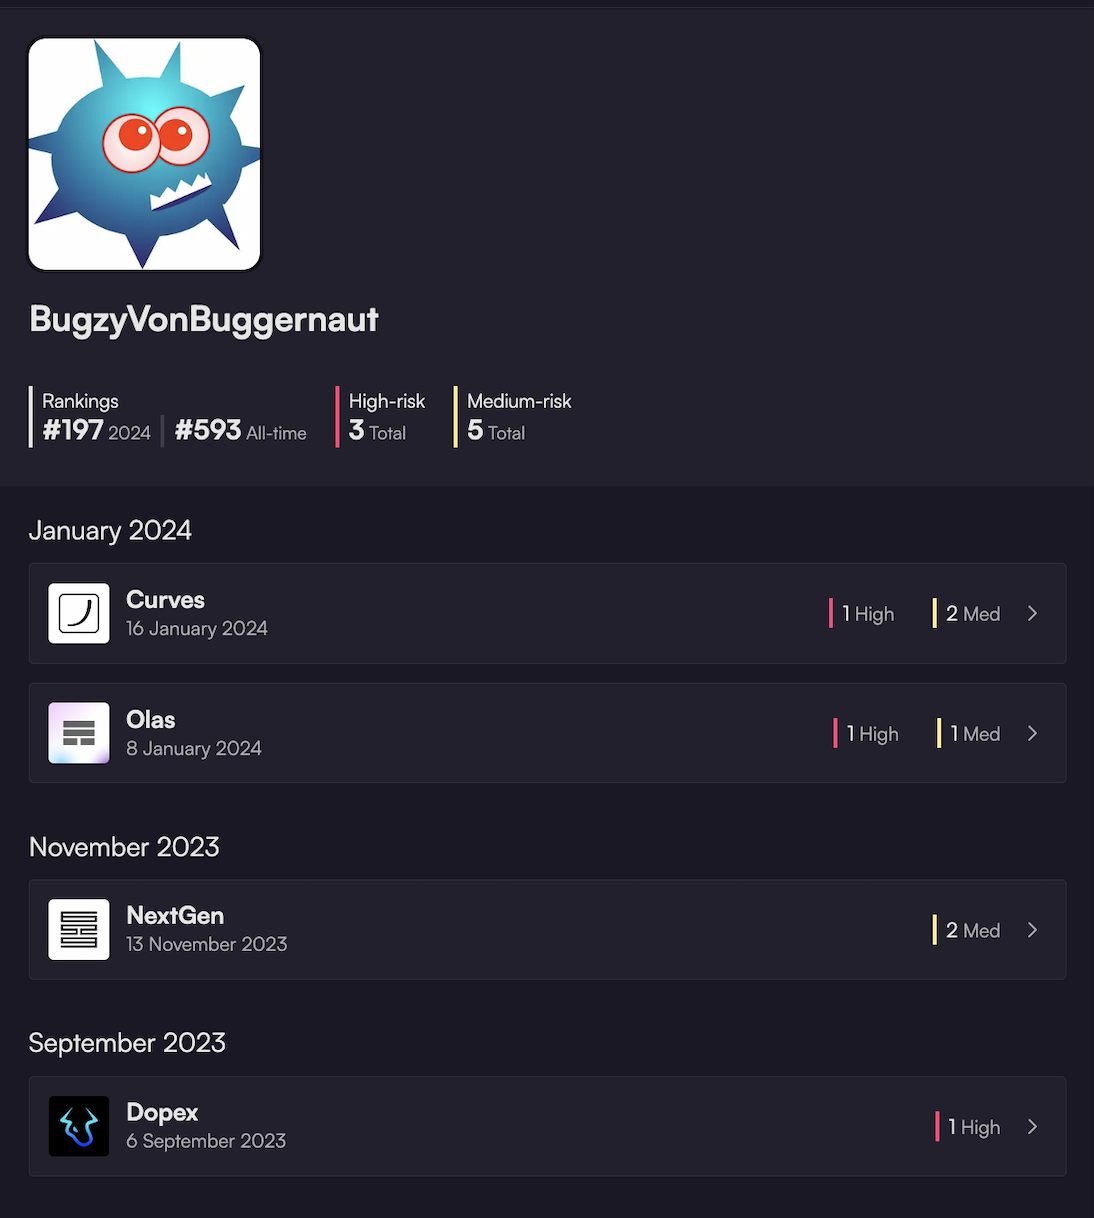 BugzyVonBuggernaut
Rankings
#197 2024 #593 All-time
High-risk
3 Total
Medium-risk
5 Total
January 2024
Curves
16 January 2024
1 High 2 Med
Olas
8 January 2024
1 High 1 Med
November 2023
NextGen
13 November 2023
2 Med
September 2023
Dopex
6 September 2023
1 High